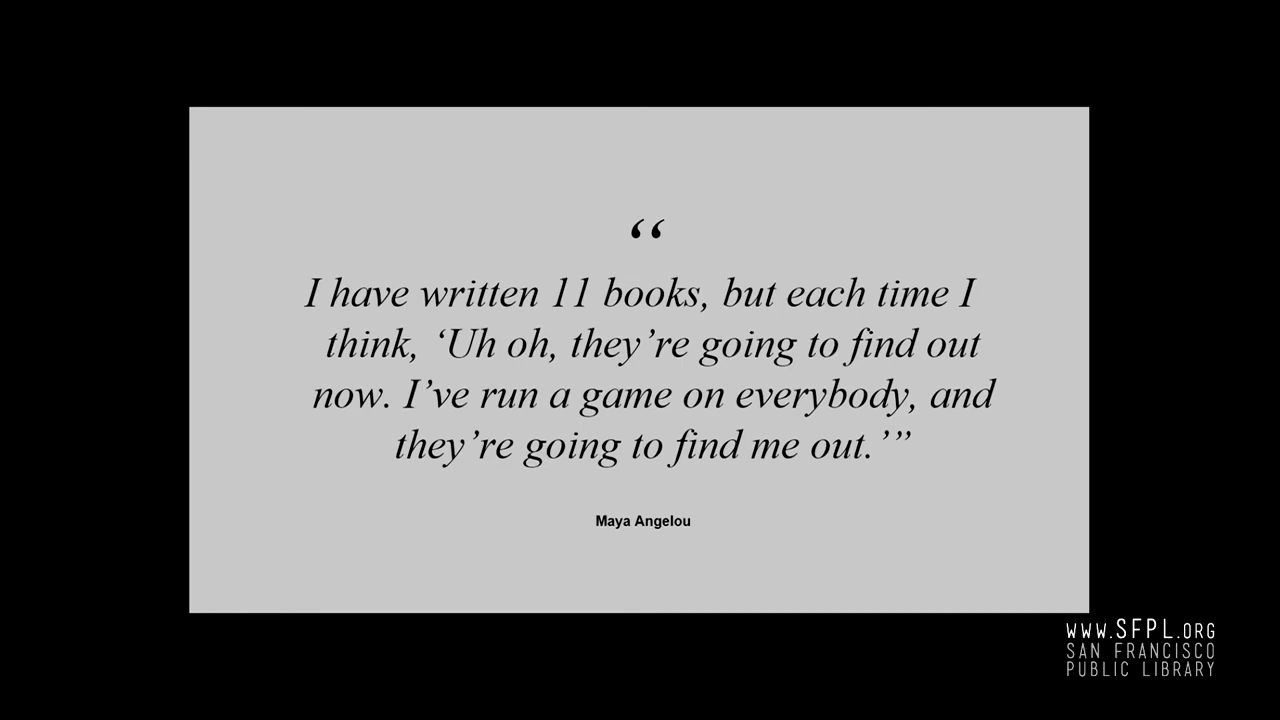 “
I have written 11 books, but each time I
think, ‘Uh oh, they’re going to find out
now. I’ve run a game on everybody, and
they’re going to find me out.’”
Maya Angelou
WWW.SFPL.ORG
SAN FRANCISCO
PUBLIC LIBRARY